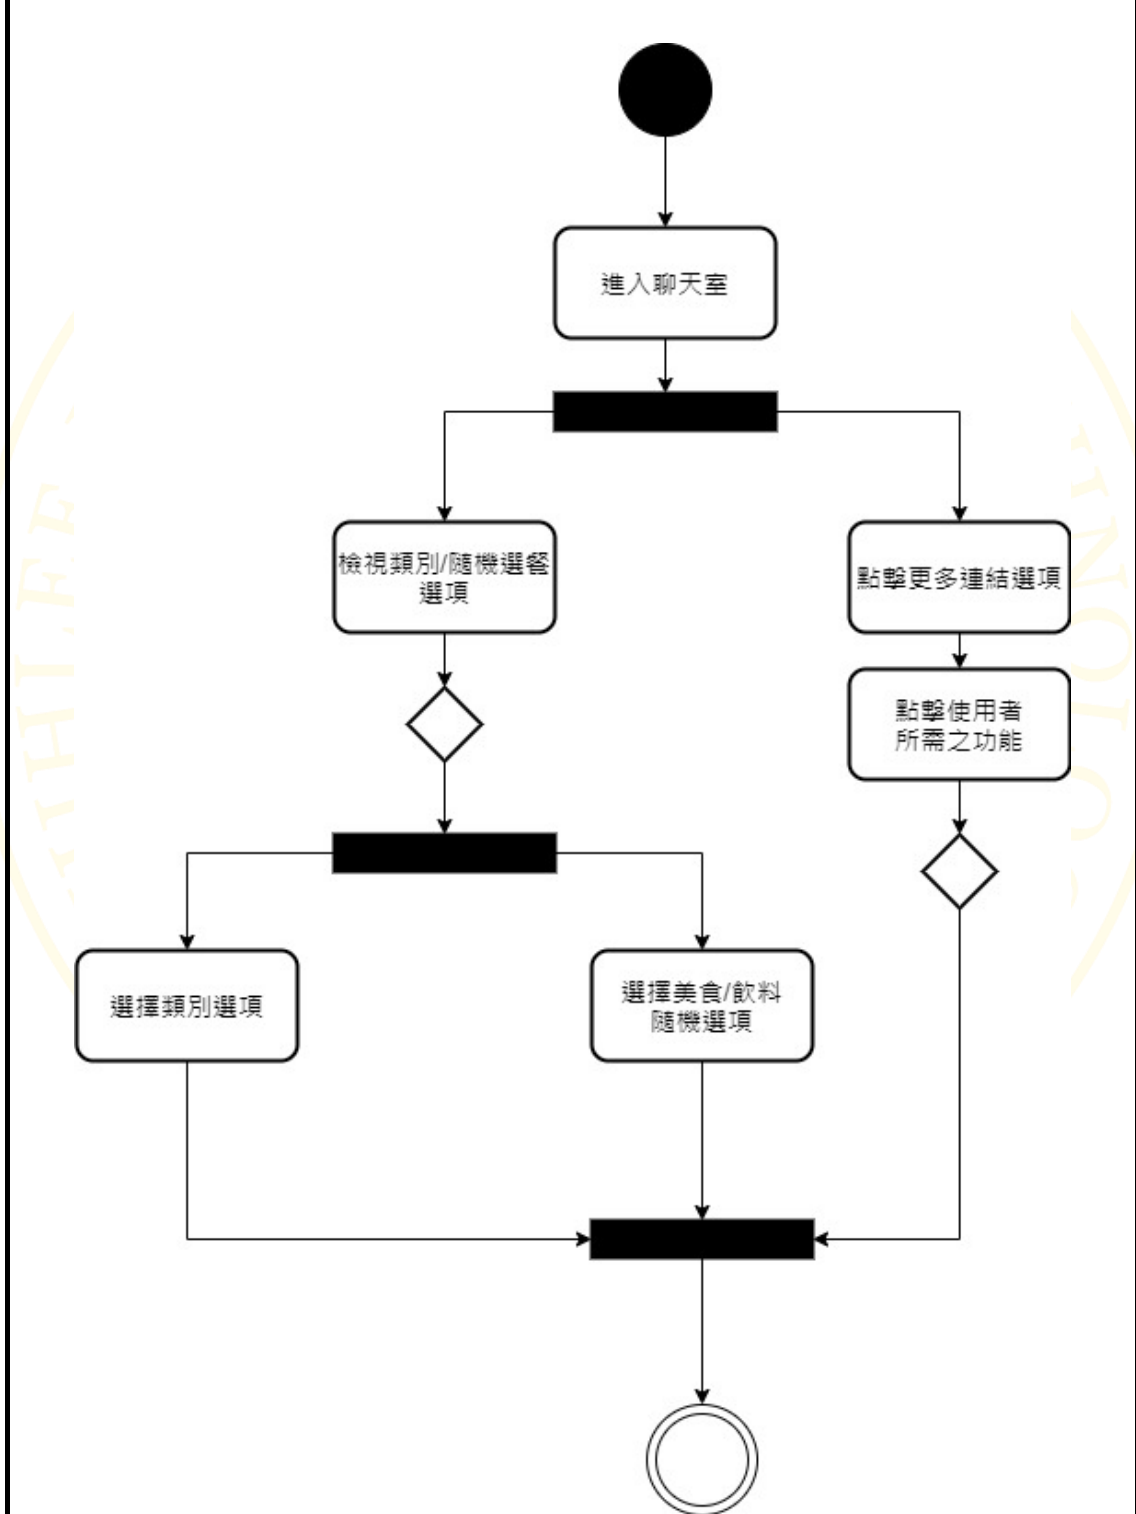 進入聊天室
檢視類別/隨機選餐
選項
點擊更多連結選項
點擊使用者
所需之功能
選擇類別選項
選擇美食/飲料
隨機選項